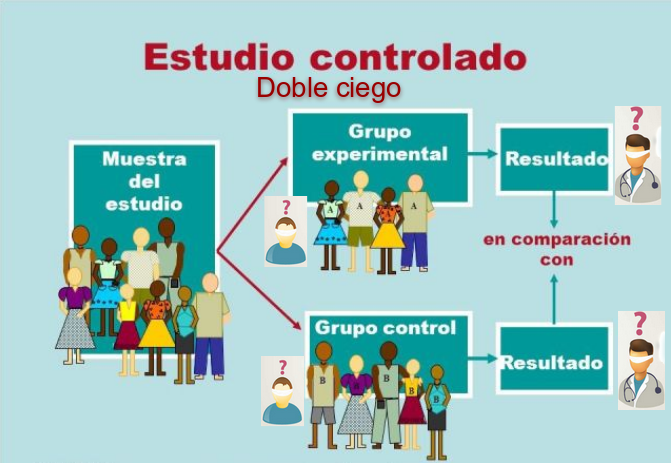 Estudio controlado
Doble ciego
Muestra
del
estudio
Grupo
experimental
A
A
A
A
?
Resultado
?
en comparación
con
Grupo control
B
B
B
B
B
?
Resultado
?